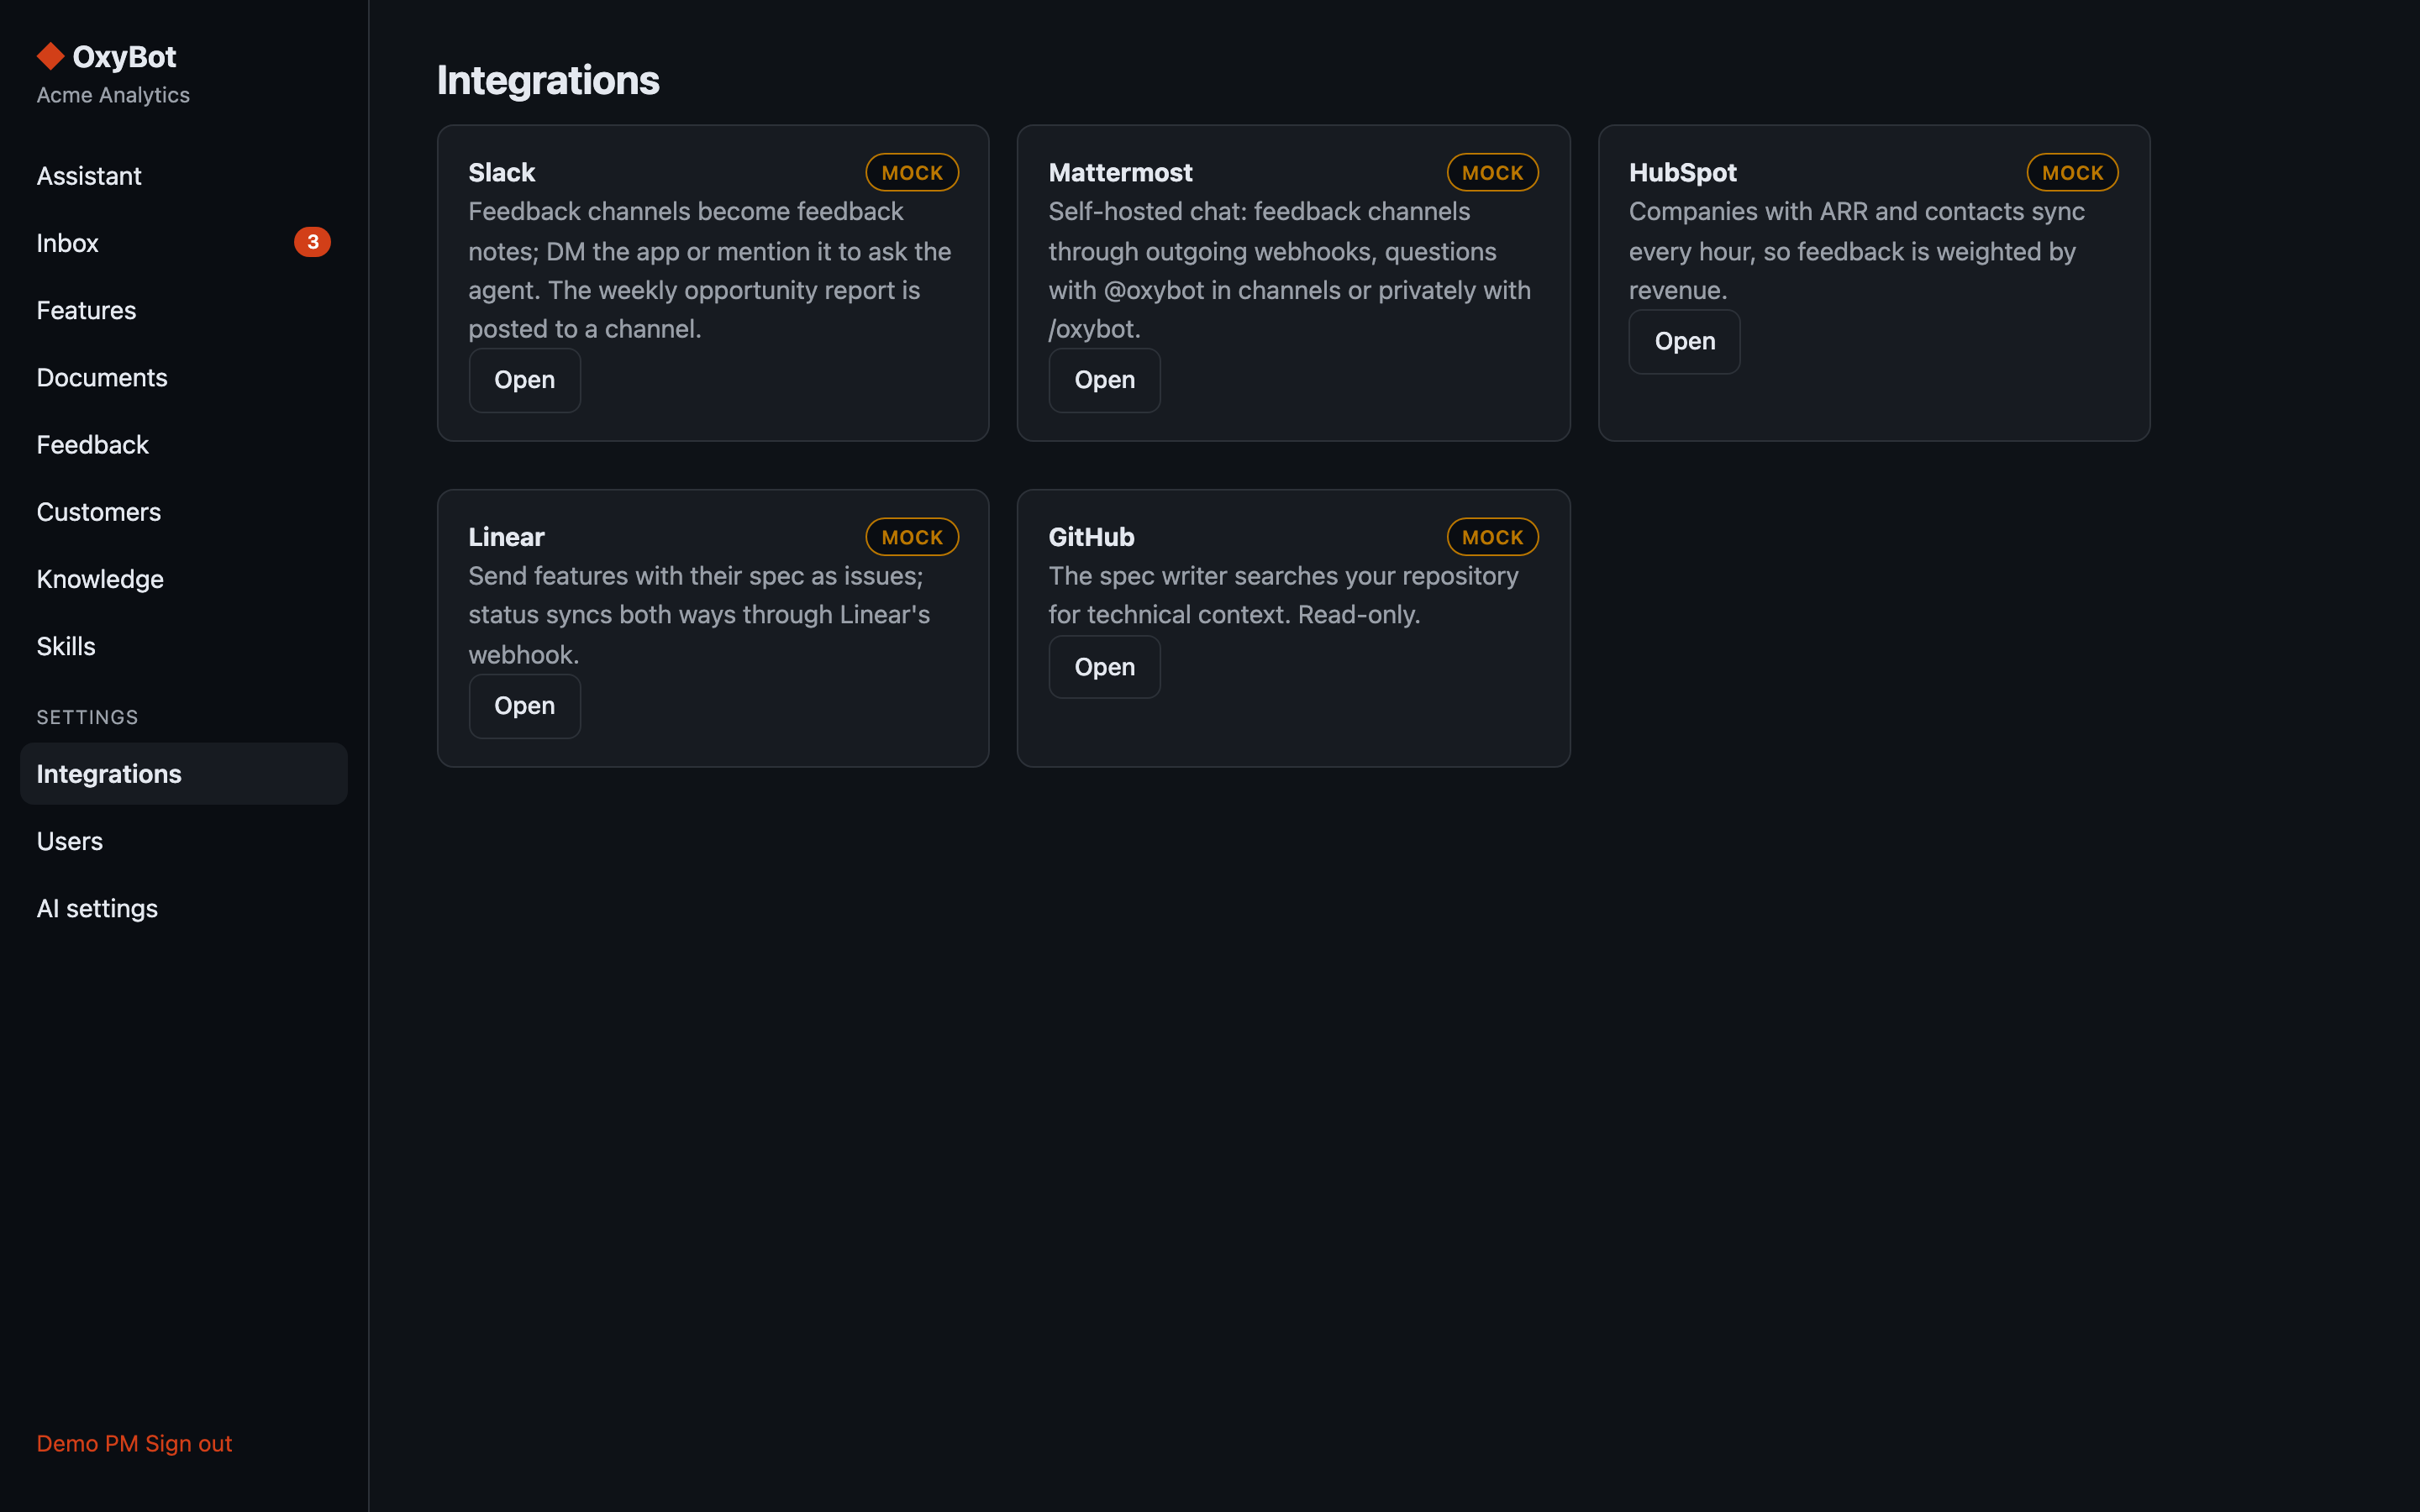 OxyBot
Acme Analytics
Assistant
Inbox 3
Features
Documents
Feedback
Customers
Knowledge
Skills
SETTINGS
Integrations
Users
AI settings
Demo PM Sign out
Integrations
Slack MOCK
Feedback channels become feedback
notes; DM the app or mention it to ask the
agent. The weekly opportunity report is
posted to a channel.
Open
Mattermost MOCK
Self-hosted chat: feedback channels
through outgoing webhooks, questions
with @oxybot in channels or privately with
/oxybot.
Open
HubSpot MOCK
Companies with ARR and contacts sync
every hour, so feedback is weighted by
revenue.
Open
Linear MOCK
Send features with their spec as issues;
status syncs both ways through Linear's
webhook.
Open
GitHub MOCK
The spec writer searches your repository
for technical context. Read-only.
Open